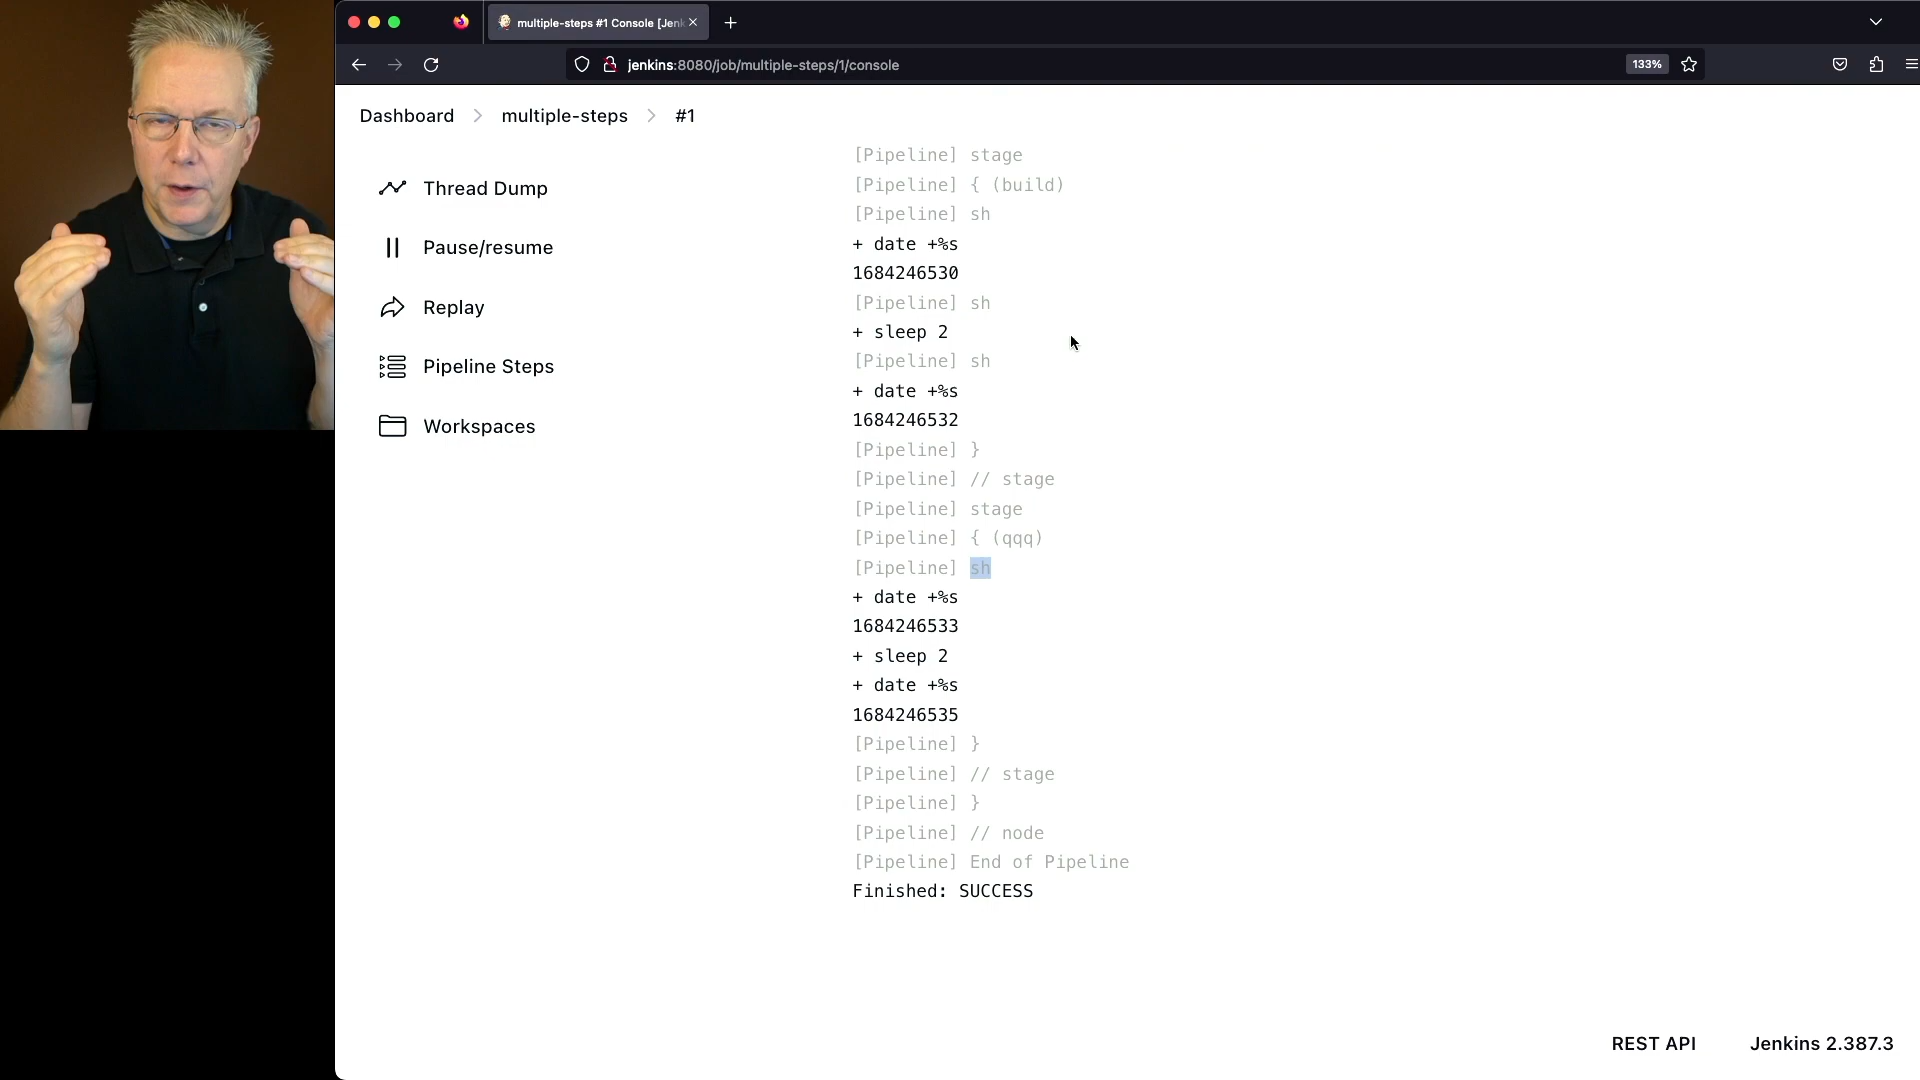 multiple-steps #1 Console [Jenk
jenkins:8080/job/multiple-steps/1/console
133%
Dashboard
multiple-steps
#1
Thread Dump
Pause/resume
Replay
Pipeline Steps
Workspaces
[Pipeline] stage
[Pipeline] { (build)
[Pipeline] sh
+ date +%s
1684246530
[Pipeline] sh
+ sleep 2
[Pipeline] sh
+ date +%s
1684246532
[Pipeline] }
[Pipeline] // stage
[Pipeline] stage
[Pipeline] { (qqq)
[Pipeline] sh
+ date +%s
1684246533
+ sleep 2
+ date +%s
1684246535
[Pipeline] }
[Pipeline] // stage
[Pipeline] }
[Pipeline] // node
[Pipeline] End of Pipeline
Finished: SUCCESS
REST API
Jenkins 2.387.3